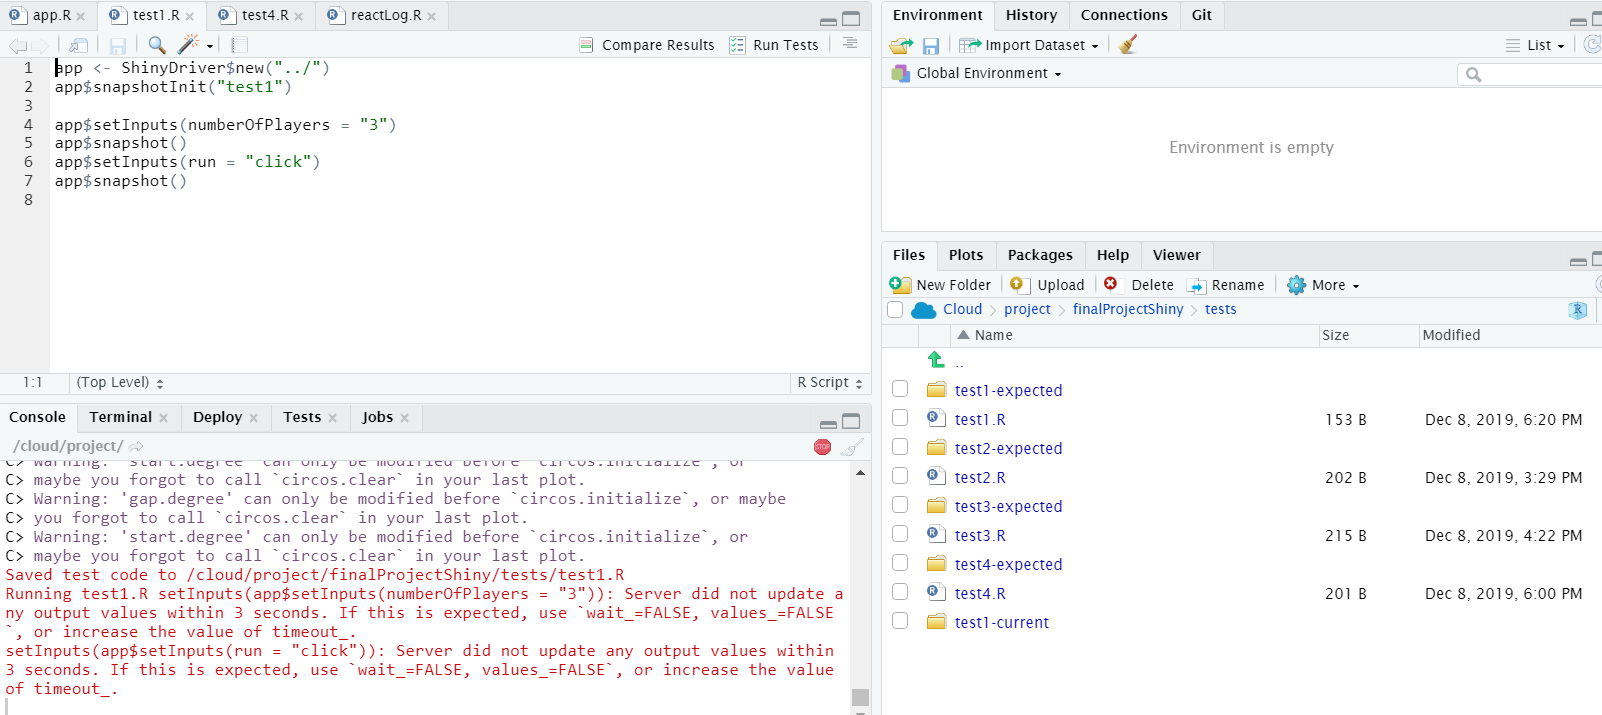 app.R
test1.R
test4.R
reactLog.R
Compare Results
Run Tests
1 app <- ShinyDriver$new("../")
2 app$snapshotInit("test1")
3
4 app$setInputs(numberOfPlayers = "3")
5 app$snapshot()
6 app$setInputs(run = "click")
7 app$snapshot()
8
1:1 (Top Level) R Script
Console Terminal Deploy Tests Jobs
/cloud/project/
STOP
C> Warning: 'start.degree' can only be modified before `circos.initialize`, or
C> maybe you forgot to call `circos.clear` in your last plot.
C> Warning: 'gap.degree' can only be modified before `circos.initialize`, or maybe
C> you forgot to call `circos.clear` in your last plot.
C> Warning: 'start.degree' can only be modified before `circos.initialize`, or
C> maybe you forgot to call `circos.clear` in your last plot.
Saved test code to /cloud/project/finalProjectShiny/tests/test1.R
Running test1.R setInputs(app$setInputs(numberOfPlayers = "3")): Server did not update a
ny output values within 3 seconds. If this is expected, use `wait_=FALSE, values_=FALSE
`, or increase the value of timeout_.
setInputs(app$setInputs(run = "click")): Server did not update any output values within
3 seconds. If this is expected, use `wait_=FALSE, values_=FALSE`, or increase the value
of timeout_.
Environment History Connections Git
Import Dataset List
Global Environment
Environment is empty
Files Plots Packages Help Viewer
New Folder Upload Delete Rename More
Cloud project finalProjectShiny tests
Name Size Modified
..
test1-expected
test1.R 153 B Dec 8, 2019, 6:20 PM
test2-expected
test2.R 202 B Dec 8, 2019, 3:29 PM
test3-expected
test3.R 215 B Dec 8, 2019, 4:22 PM
test4-expected
test4.R 201 B Dec 8, 2019, 6:00 PM
test1-current